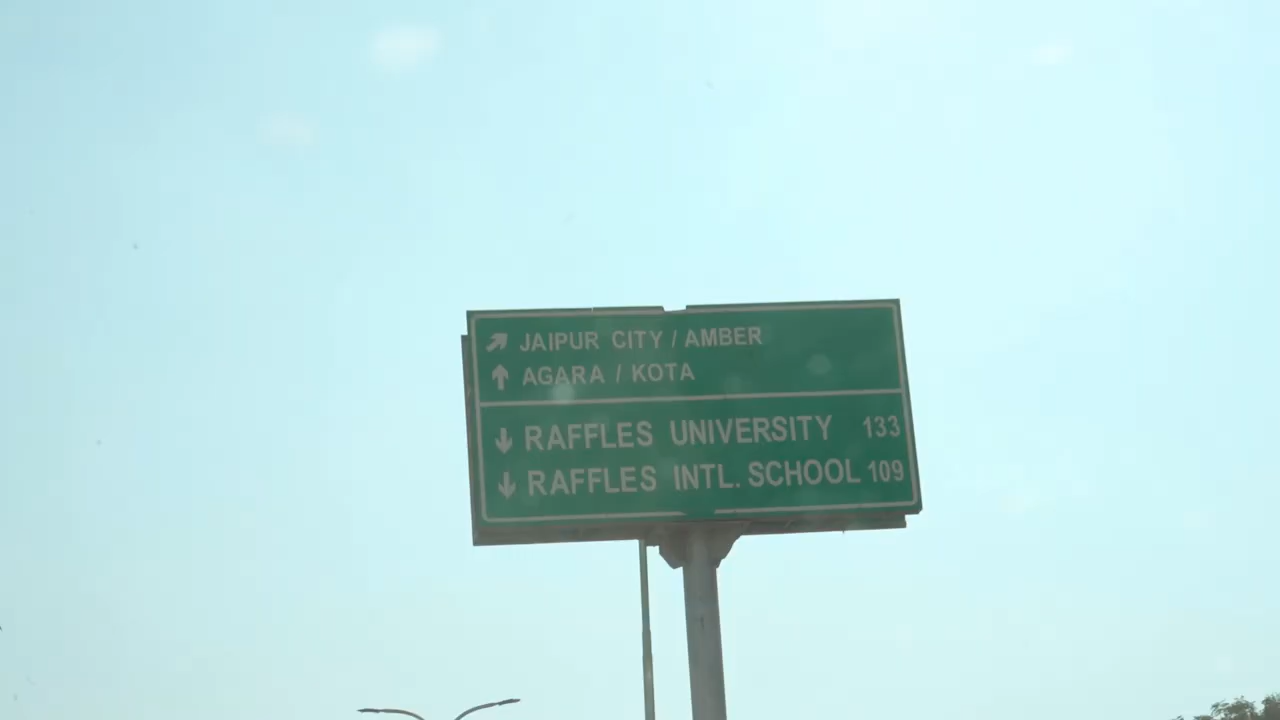 JAIPUR CITY / AMBER
AGARA / KOTA
RAFFLES UNIVERSITY 133
RAFFLES INTL. SCHOOL 109